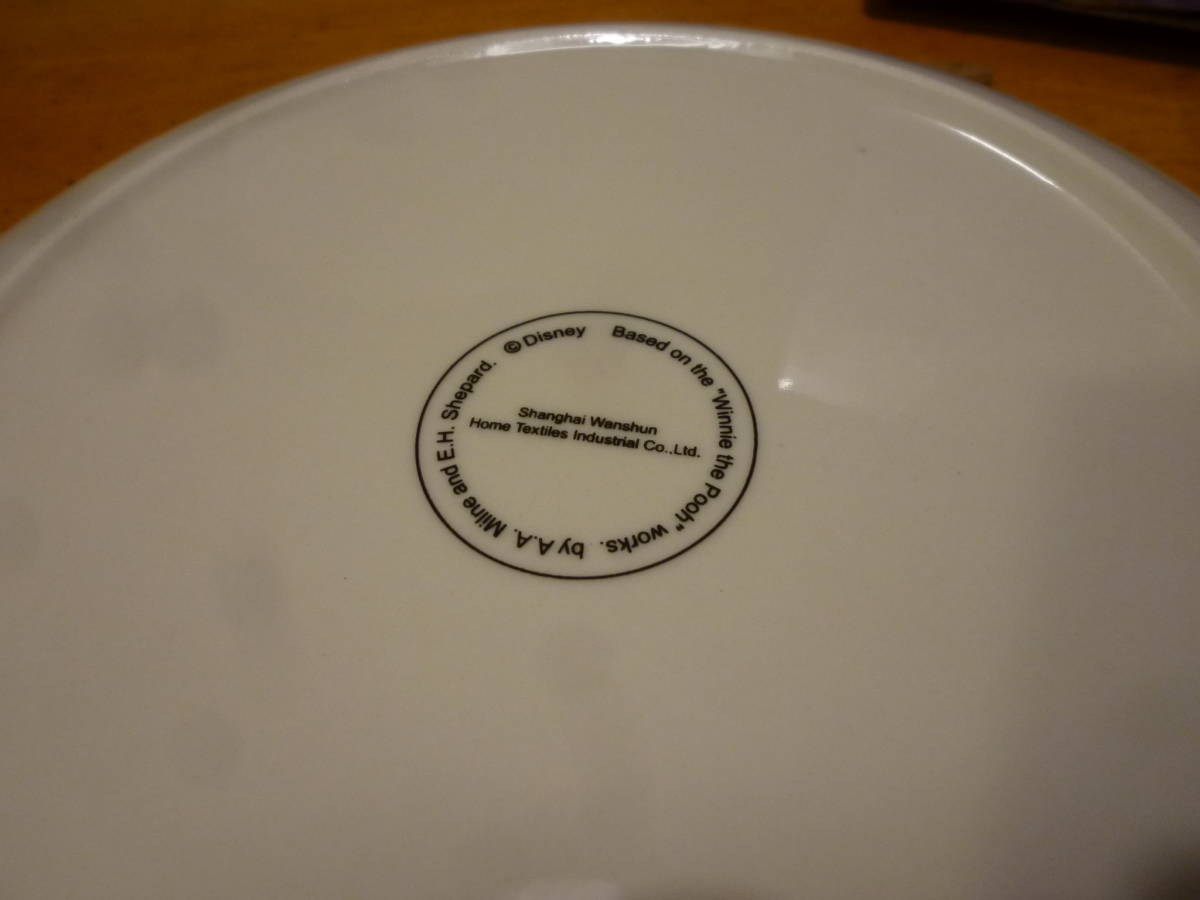 ©Disney Based on the "Winnie the Pooh" works. by A.A. Milne and E.H. Shepard.
Shanghai Wanshun
Home Textiles Industrial Co.,Ltd.